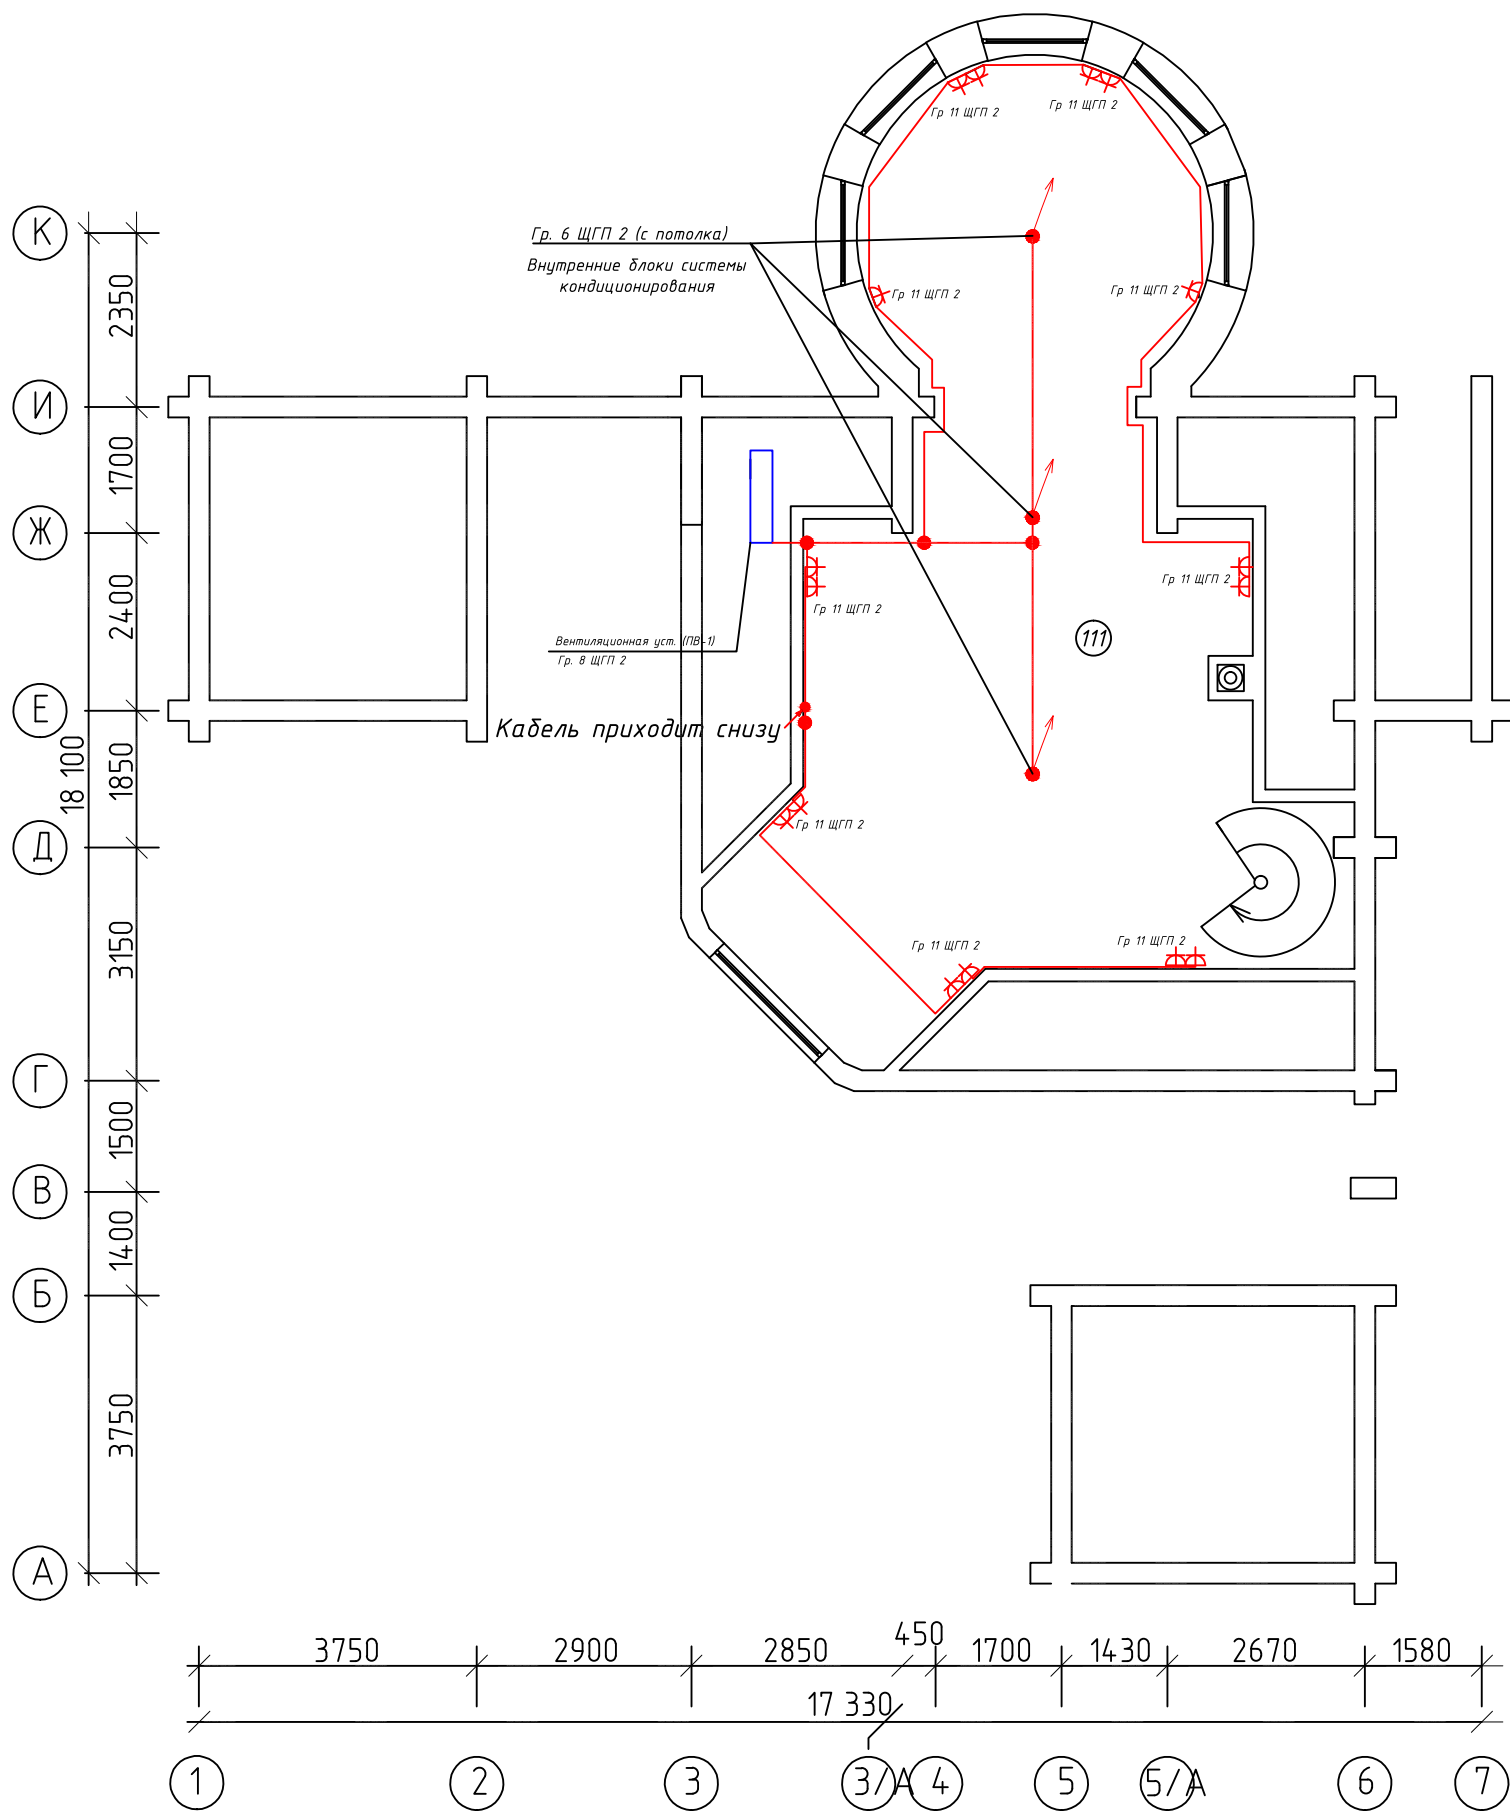 Гр 11 ЩГП 2
Гр 11 ЩГП 2
К
Гр. 6 ЩГП 2 (с потолка)
Внутренние блоки системы
кондиционирования
Гр 11 ЩГП 2
Гр 11 ЩГП 2
2350
И
1700
Ж
2400
Гр 11 ЩГП 2
Гр 11 ЩГП 2
111
Вентиляционная уст. (ПВ-1)
Гр. 8 ЩГП 2
Е
Кабель приходит снизу
18 100
1850
Гр 11 ЩГП 2
Д
3150
Гр 11 ЩГП 2
Гр 11 ЩГП 2
Г
1500
В
1400
Б
3750
А
3750
2900
2850
450
1700
1430
2670
1580
17 330
1
2
3
3/А
4
5
5/А
6
7